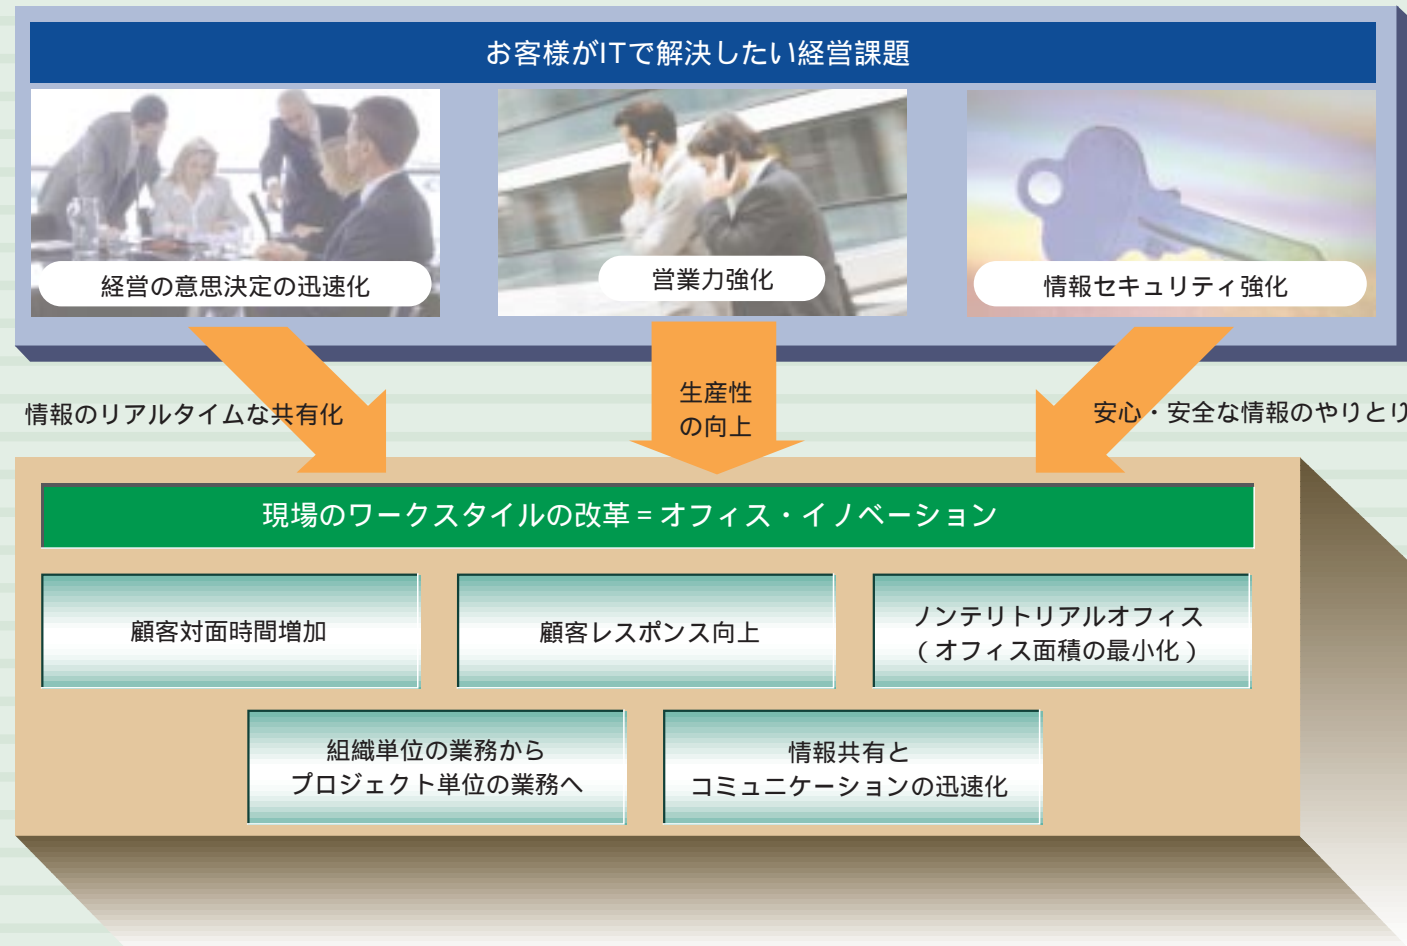 お客様がITで解決したい経営課題
経営の意思決定の迅速化
営業力強化
情報セキュリティ強化
情報のリアルタイムな共有化
生産性
の向上
安心・安全な情報のやりとり
現場のワークスタイルの改革＝オフィス・イノベーション
顧客対面時間増加
顧客レスポンス向上
ノンテリトリアルオフィス
（オフィス面積の最小化）
組織単位の業務から
プロジェクト単位の業務へ
情報共有と
コミュニケーションの迅速化